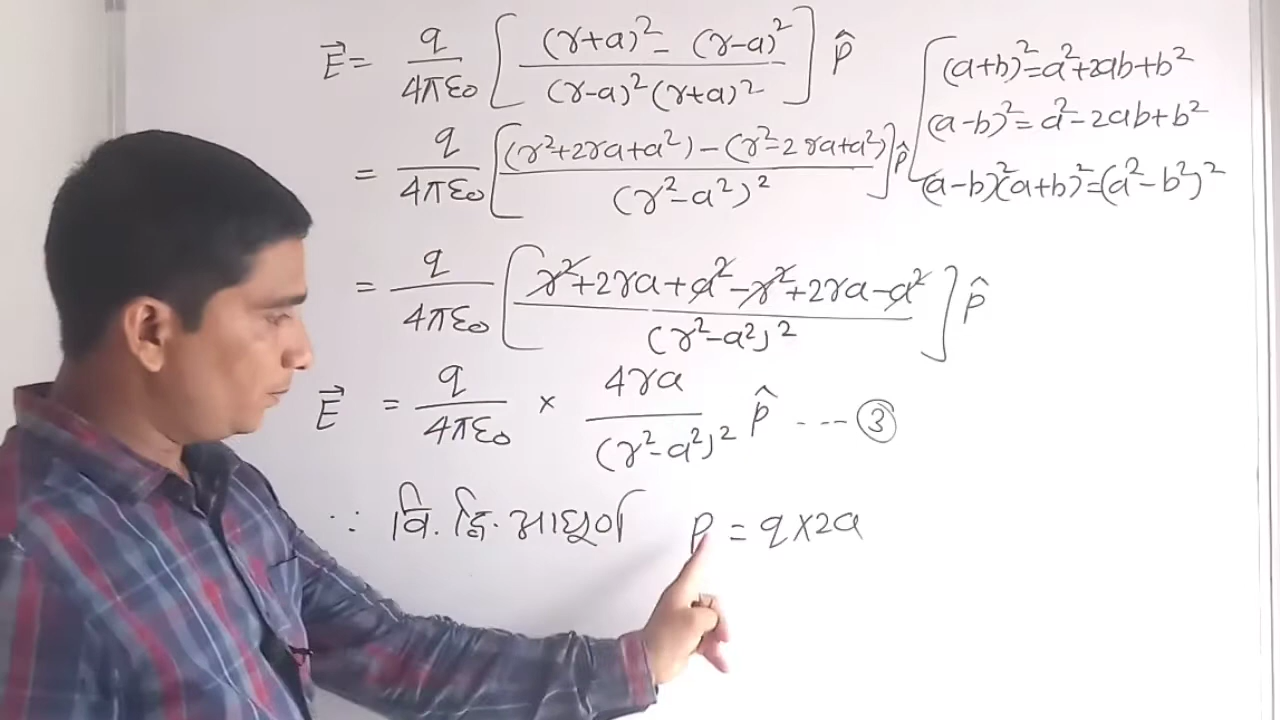 E⃗ = q/4πε₀ [ (r+a)² - (r-a)² / (r-a)²(r+a)² ] p̂
(a+b)² = a²+2ab+b²
(a-b)² = a²-2ab+b²
(a-b)²(a+b)² = (a²-b²)²
= q/4πε₀ [ (r²+2ra+a²) - (r²-2ra+a²) / (r²-a²)² ] p̂
= q/4πε₀ [ r²+2ra+a²-r²+2ra-a² / (r²-a²)² ] p̂
E⃗ = q/4πε₀ × 4ra/(r²-a²)² p̂ ---③
∵ वि. द्वि. आघूर्ण p = q×2a